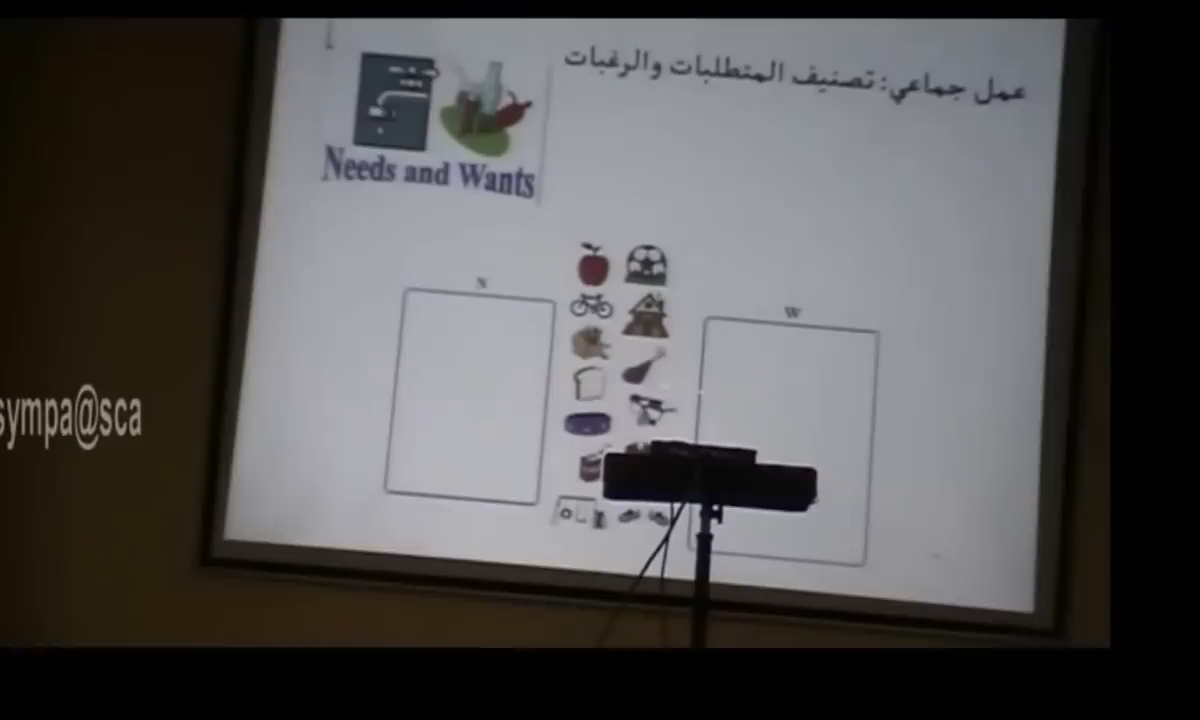 عمل جماعي: تصنيف المتطلبات والرغبات
Needs and Wants
N
W
sympa@sca